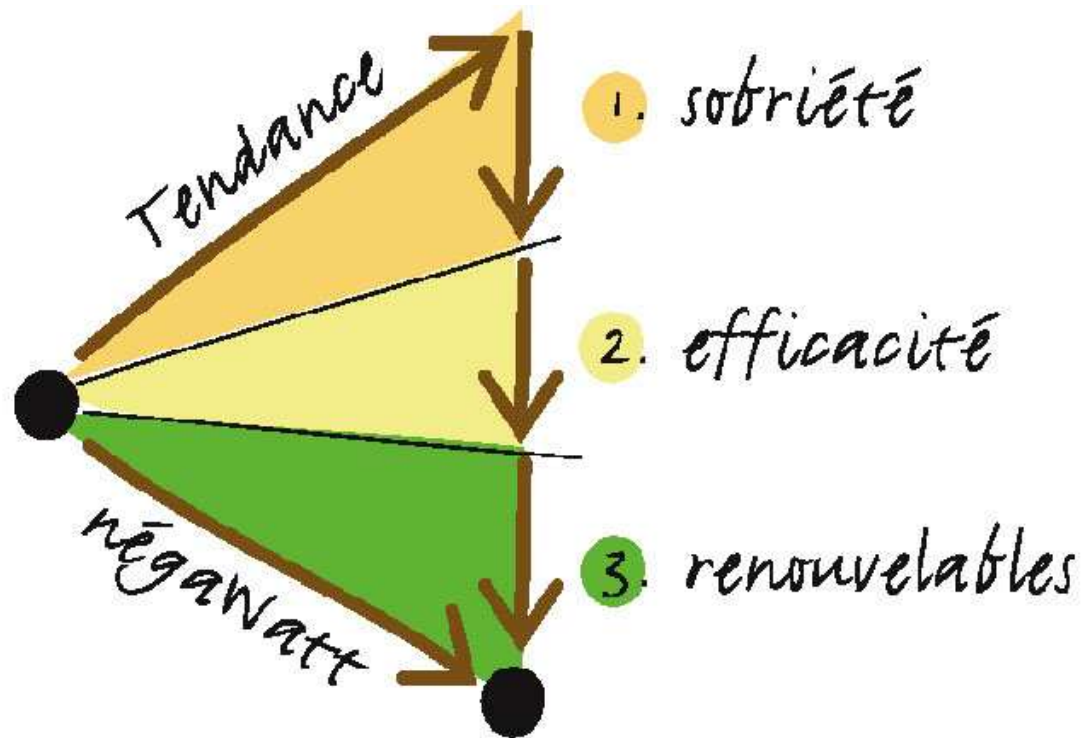 Tendance
1. sobriété
2. efficacité
3. renouvelables
négaWatt